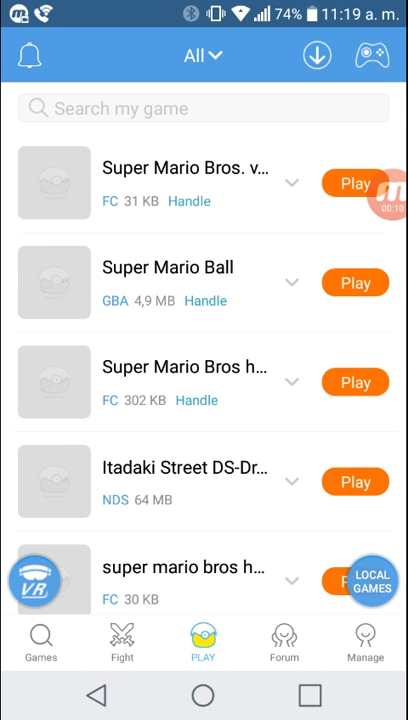 74% 11:19 a. m.
All
Search my game
Super Mario Bros. v...
FC 31 KB Handle
Play
00:10
Super Mario Ball
GBA 4,9 MB Handle
Play
Super Mario Bros h...
FC 302 KB Handle
Play
Itadaki Street DS-Dr...
NDS 64 MB
Play
super mario bros h...
FC 30 KB
VR
LOCAL
GAMES
Games Fight PLAY Forum Manage